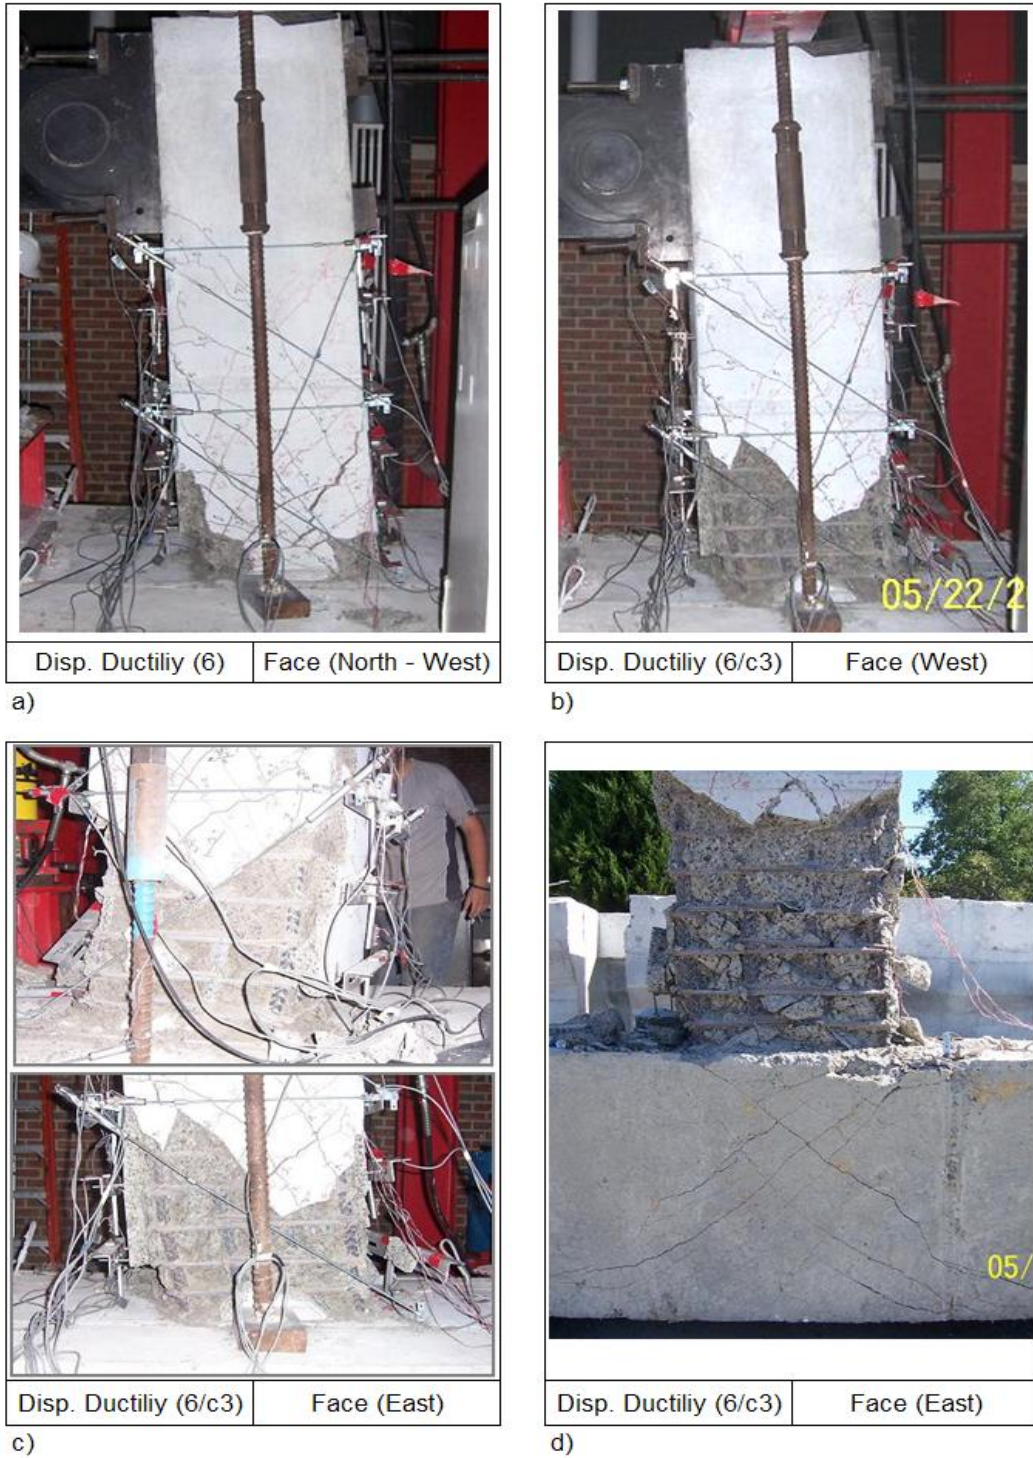 05/22/2
Disp. Ductiliy (6) Face (North - West)
Disp. Ductiliy (6/c3) Face (West)
a)
b)
05/
Disp. Ductiliy (6/c3) Face (East)
Disp. Ductiliy (6/c3) Face (East)
c)
d)